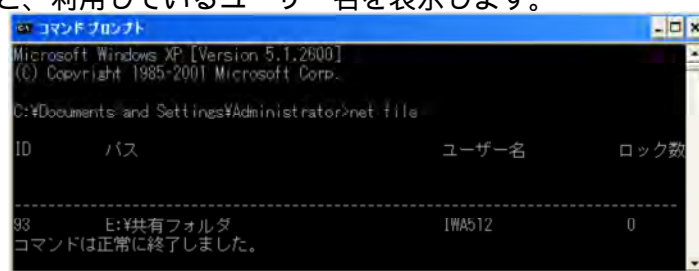 と、利用しているユーザー名を表示します。
コマンドプロンプト
Microsoft Windows XP [Version 5.1.2600]
(C) Copyright 1985-2001 Microsoft Corp.
C:¥Documents and Settings¥Administrator>net file
ID パス ユーザー名 ロック数
-------------------------------------------------------------------------------
93 E:¥共有フォルダ IWA512 0
コマンドは正常に終了しました。